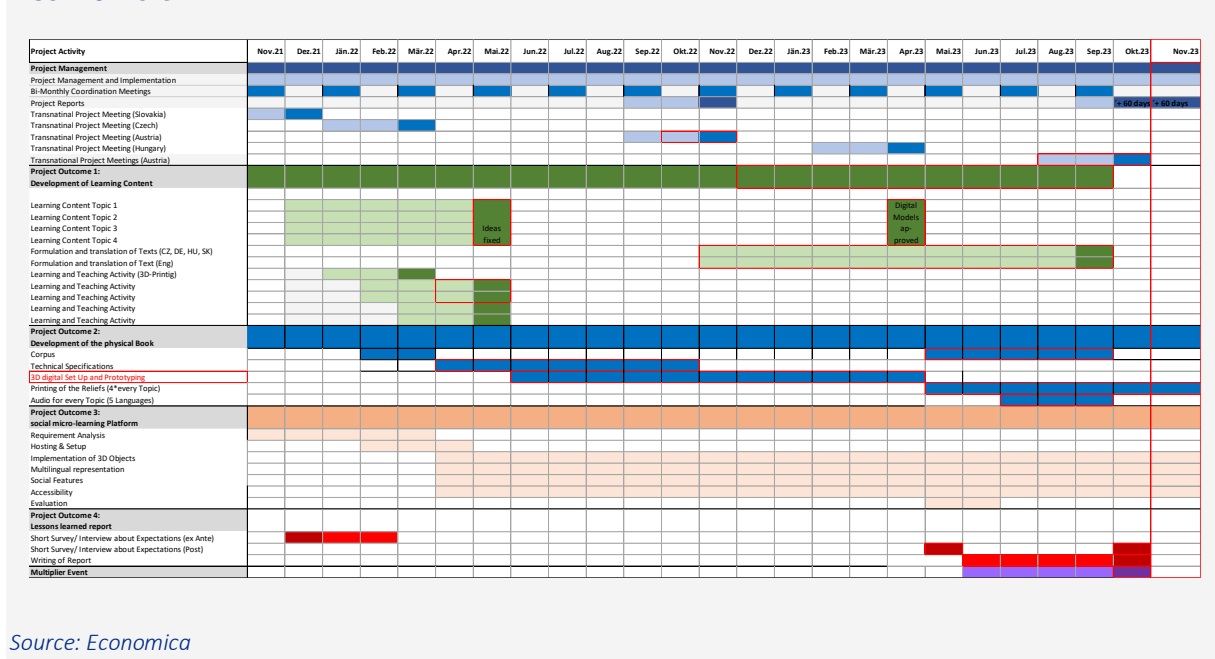 Project Activity Nov.21 Dez.21 Jän.22 Feb.22 Mär.22 Apr.22 Mai.22 Jun.22 Jul.22 Aug.22 Sep.22 Okt.22 Nov.22 Dez.22 Jän.23 Feb.23 Mär.23 Apr.23 Mai.23 Jun.23 Jul.23 Aug.23 Sep.23 Okt.23 Nov.23
Project Management
Project Management and Implementation
Bi-Monthly Coordination Meetings
Project Reports + 60 days + 60 days
Transnatinal Project Meeting (Slovakia)
Transnatinal Project Meeting (Czech)
Transnatinal Project Meeting (Austria)
Transnatinal Project Meeting (Hungary)
Transnational Project Meetings (Austria)
Project Outcome 1:
Development of Learning Content
Learning Content Topic 1 Digital
Learning Content Topic 2 Models
Learning Content Topic 3 Ideas ap-
Learning Content Topic 4 fixed proved
Formulation and translation of Texts (CZ, DE, HU, SK)
Formulation and translation of Text (Eng)
Learning and Teaching Activity (3D-Printig)
Learning and Teaching Activity
Learning and Teaching Activity
Learning and Teaching Activity
Learning and Teaching Activity
Project Outcome 2:
Development of the physical Book
Corpus
Technical Specifications
3D digital Set Up and Prototyping
Printing of the Reliefs (4*every Topic)
Audio for every Topic (5 Languages)
Project Outcome 3:
social micro-learning Platform
Requirement Analysis
Hosting & Setup
Implementation of 3D Objects
Multilingual representation
Social Features
Accessibility
Evaluation
Project Outcome 4:
Lessons learned report
Short Survey/ Interview about Expectations (ex Ante)
Short Survey/ Interview about Expectations (Post)
Writing of Report
Multiplier Event
Source: Economica